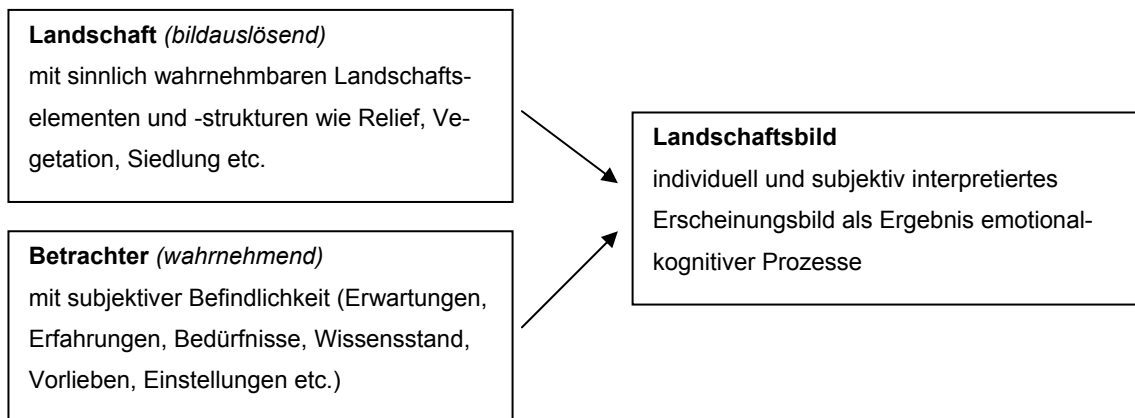 Landschaft (bildauslösend)
mit sinnlich wahrnehmbaren Landschafts-
elementen und -strukturen wie Relief, Ve-
getation, Siedlung etc.
Betrachter (wahrnehmend)
mit subjektiver Befindlichkeit (Erwartungen,
Erfahrungen, Bedürfnisse, Wissensstand,
Vorlieben, Einstellungen etc.)
Landschaftsbild
individuell und subjektiv interpretiertes
Erscheinungsbild als Ergebnis emotional-
kognitiver Prozesse